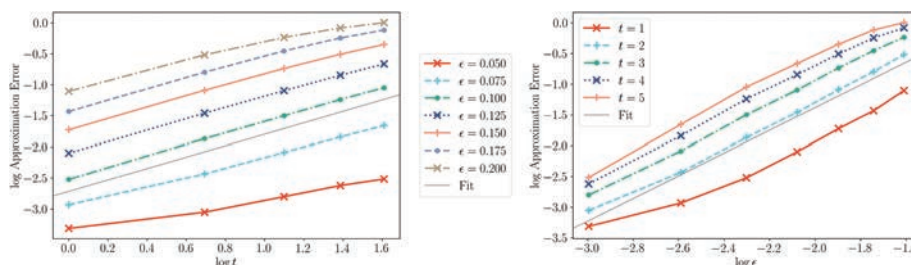 0.0
−0.5
−1.0
−1.5
−2.0
−2.5
−3.0
log Approximation Error
0.0 0.2 0.4 0.6 0.8 1.0 1.2 1.4 1.6
log t
ϵ = 0.050
ϵ = 0.075
ϵ = 0.100
ϵ = 0.125
ϵ = 0.150
ϵ = 0.175
ϵ = 0.200
Fit
0.0
−0.5
−1.0
−1.5
−2.0
−2.5
−3.0
−3.5
log Approximation Error
t = 1
t = 2
t = 3
t = 4
t = 5
Fit
−3.0 −2.8 −2.6 −2.4 −2.2 −2.0 −1.8 −1.6
log ϵ